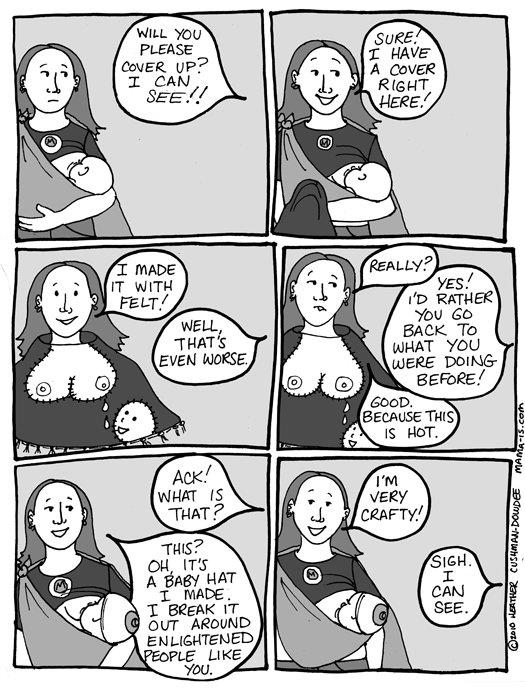 WILL YOU
PLEASE
COVER UP?
I CAN
SEE!!
M
SURE!
I HAVE
A COVER
RIGHT
HERE!
M
I MADE
IT WITH
FELT!
WELL,
THAT'S
EVEN WORSE.
REALLY?
YES!
I'D RATHER
YOU GO
BACK TO
WHAT YOU
WERE DOING
BEFORE!
GOOD.
BECAUSE THIS
IS HOT.
ACK!
WHAT IS
THAT?
THIS?
OH, IT'S
A BABY HAT
I MADE.
I BREAK IT
OUT AROUND
ENLIGHTENED
PEOPLE LIKE
YOU.
M
I'M
VERY
CRAFTY!
SIGH.
I
CAN
SEE.
M
©2010 HEATHER CUSHMAN-DOWDEE MAMA-IS.COM